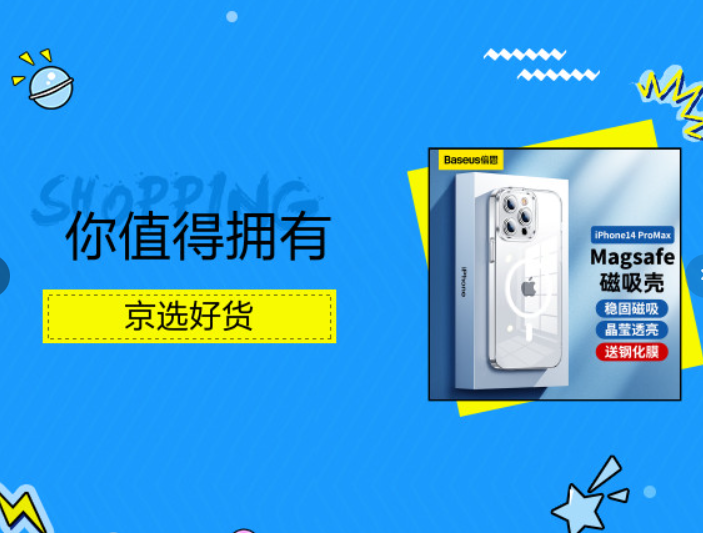 SHOPPING
你值得拥有
京选好货
Baseus倍思
iPhone
iPhone14 ProMax
Magsafe
磁吸壳
稳固磁吸
晶莹透亮
送钢化膜